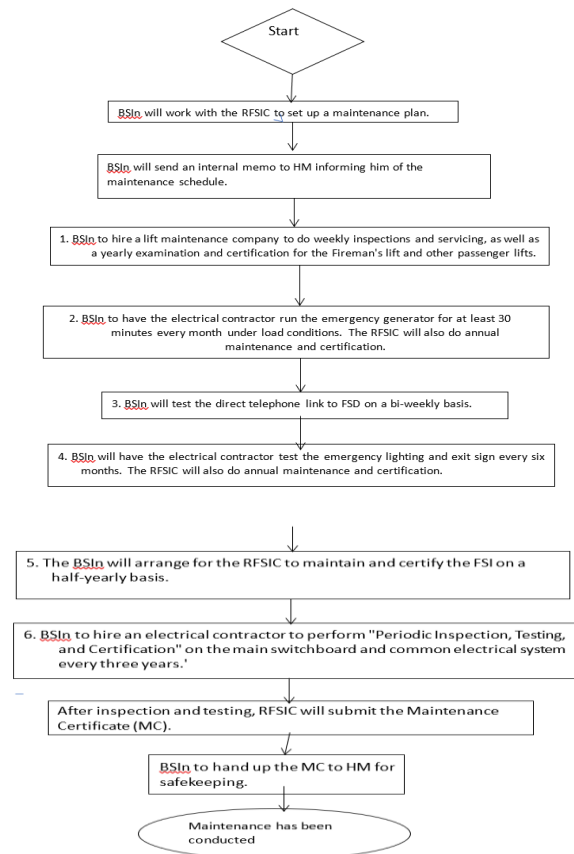 Start
BSIn will work with the RFSIC to set up a maintenance plan.
BSIn will send an internal memo to HM informing him of the
maintenance schedule.
1. BSIn to hire a lift maintenance company to do weekly inspections and servicing, as well as
a yearly examination and certification for the Fireman's lift and other passenger lifts.
2. BSIn to have the electrical contractor run the emergency generator for at least 30
minutes every month under load conditions. The RFSIC will also do annual
maintenance and certification.
3. BSIn will test the direct telephone link to FSD on a bi-weekly basis.
4. BSIn will have the electrical contractor test the emergency lighting and exit sign every six
months. The RFSIC will also do annual maintenance and certification.
5. The BSIn will arrange for the RFSIC to maintain and certify the FSI on a
half-yearly basis.
6. BSIn to hire an electrical contractor to perform "Periodic Inspection, Testing,
and Certification" on the main switchboard and common electrical system
every three years.'
After inspection and testing, RFSIC will submit the Maintenance
Certificate (MC).
BSIn to hand up the MC to HM for
safekeeping.
Maintenance has been
conducted